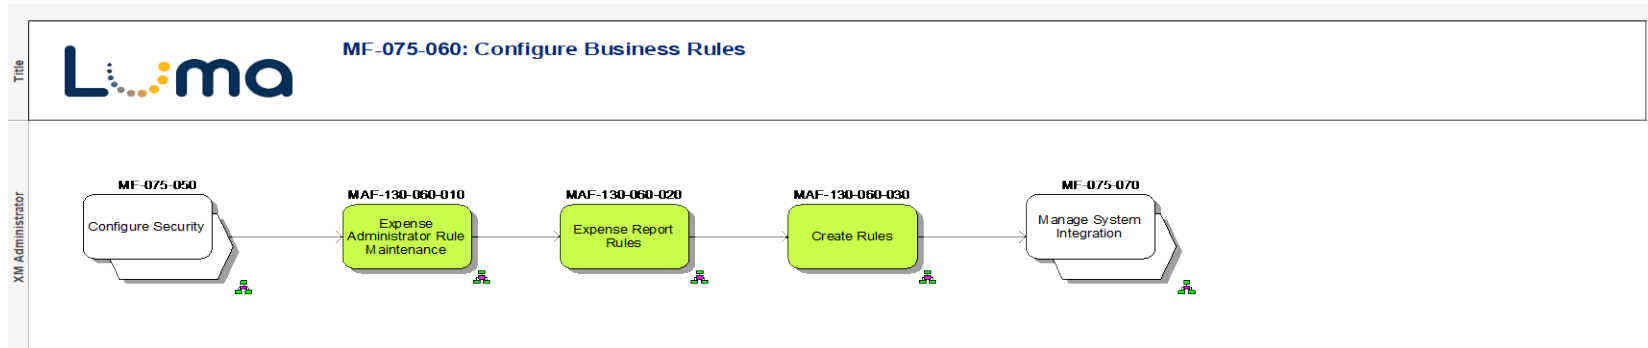 Title
Luma
MF-075-060: Configure Business Rules
XM Administrator
MF-075-050
Configure Security
MAF-130-060-010
Expense
Administrator Rule
Maintenance
MAF-130-060-020
Expense Report
Rules
MAF-130-060-030
Create Rules
MF-075-070
Manage System
Integration